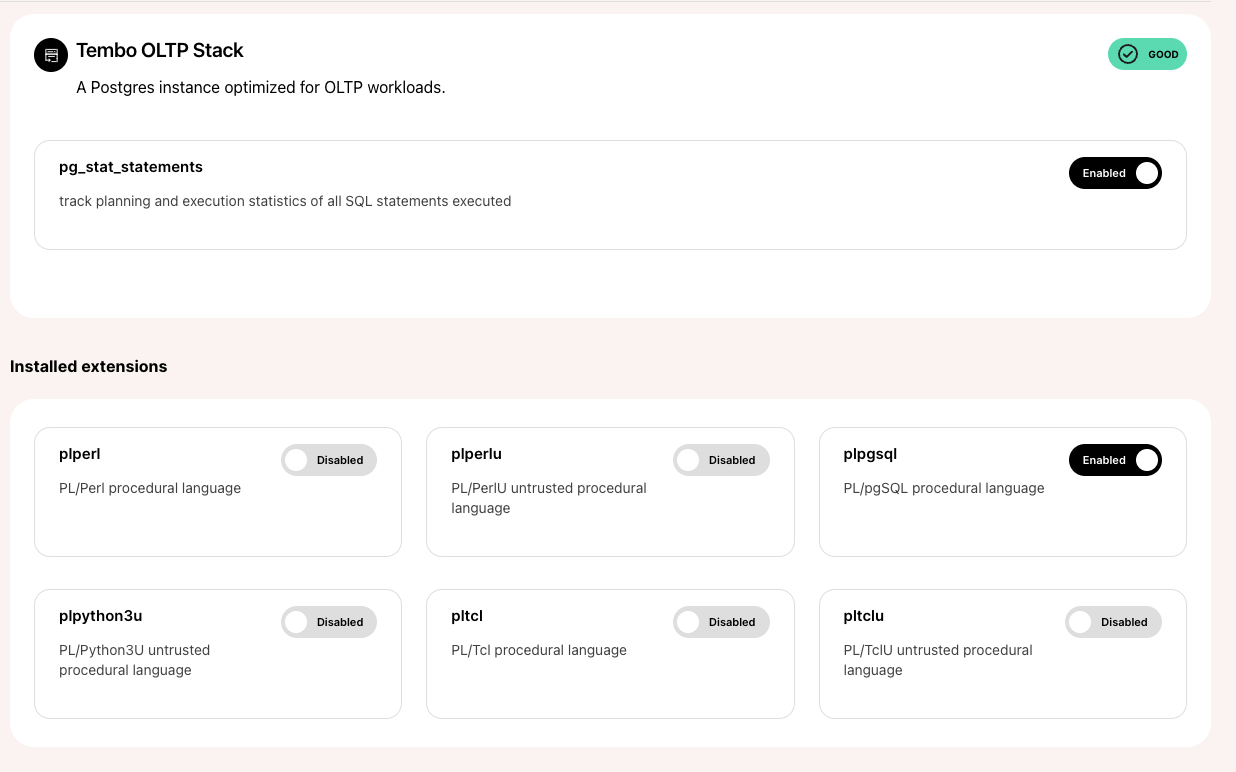 Tembo OLTP Stack
GOOD
A Postgres instance optimized for OLTP workloads.
pg_stat_statements
Enabled
track planning and execution statistics of all SQL statements executed
Installed extensions
plperl
Disabled
PL/Perl procedural language
plperlu
Disabled
PL/PerlU untrusted procedural
language
plpgsql
Enabled
PL/pgSQL procedural language
plpython3u
Disabled
PL/Python3U untrusted
procedural language
pltcl
Disabled
PL/Tcl procedural language
pltclu
Disabled
PL/TclU untrusted procedural
language